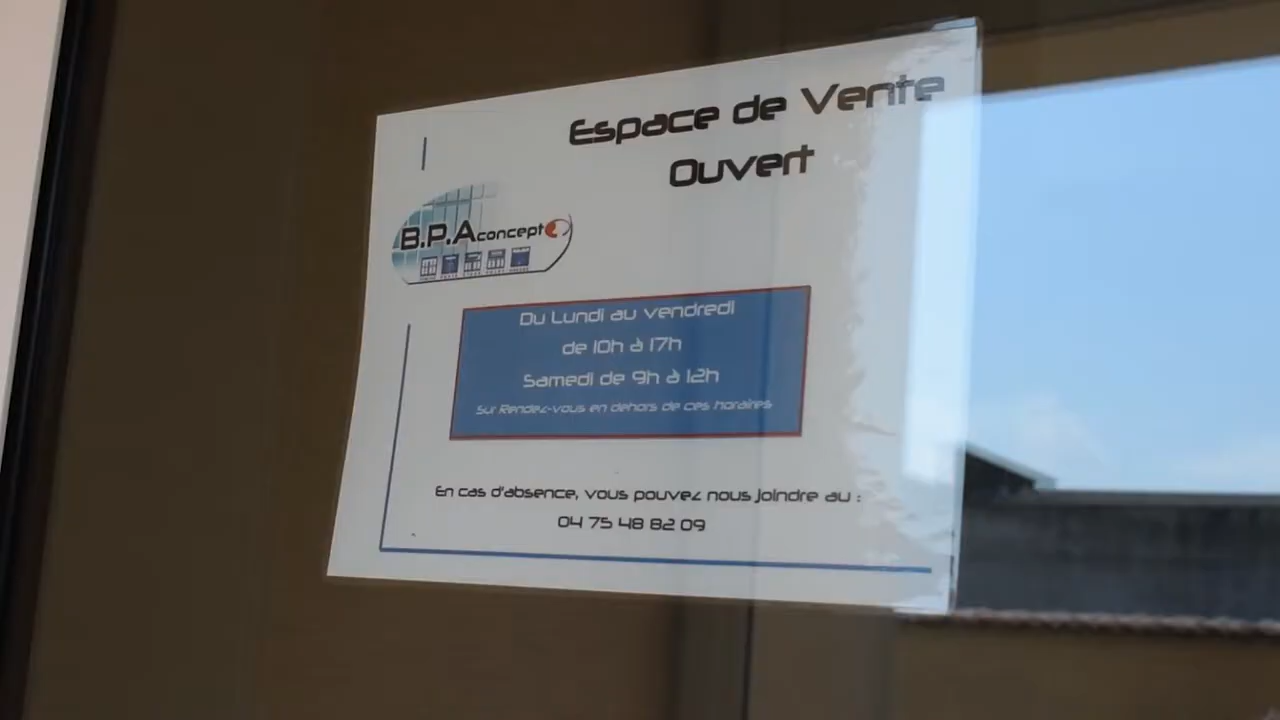 Espace de Vente
Ouvert
B.P.A concept
Du Lundi au vendredi
de 10h à 17h
Samedi de 9h à 12h
Sur Rendez-vous en dehors de ces horaires
En cas d'absence, vous pouvez nous joindre au :
04 75 48 82 09